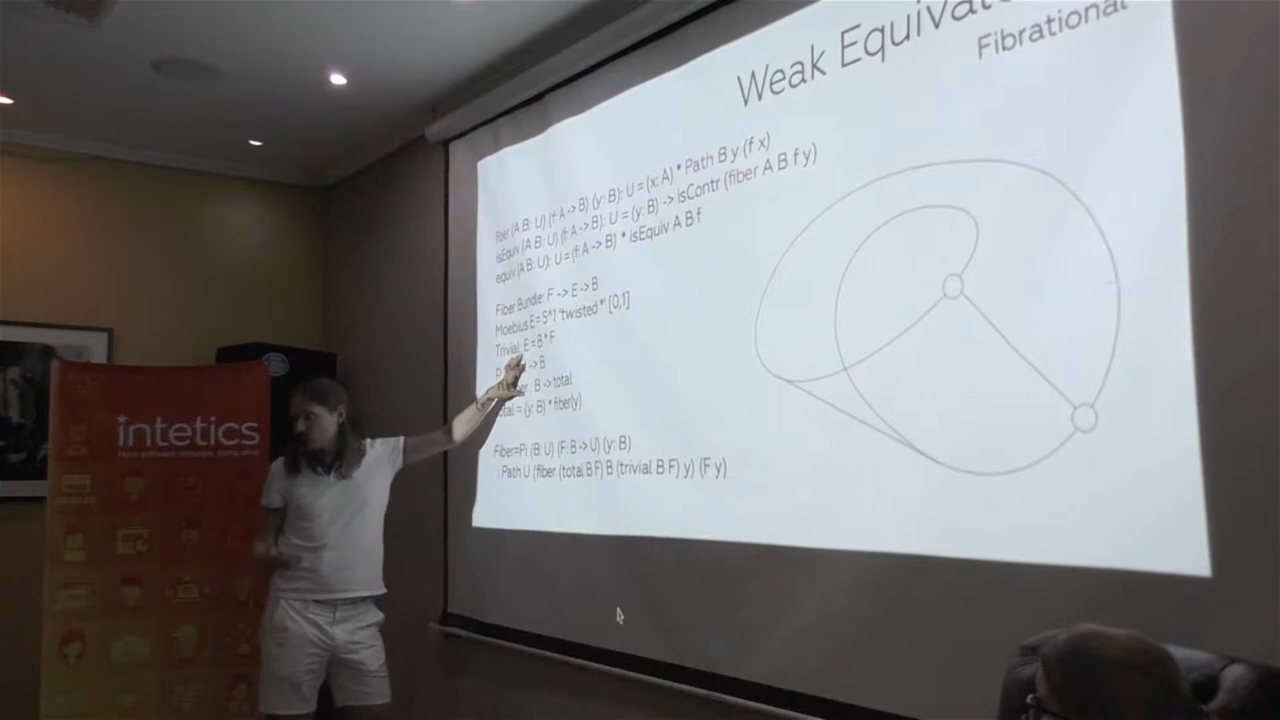 Weak
Fibrational
fiber (A B: U) (f: A -> B) (y: B): U = (x: A) * Path B y (f x)
isEquiv (A B: U) (f: A -> B): U = (y: B) -> isContr (fiber A B f y)
equiv (A B: U): U = (f: A -> B) * isEquiv A B f
Fiber Bundle: F -> E -> B
Moebius E = S^1 'twisted *' [0,1]
Trivial E = B * F
-> B
: B -> total
total = (y: B) * fiber(y)
Fiber=Pi (B: U) (F: B -> U) (y: B)
: Path U (fiber (total B F) B (trivial B F) y) (F y)
intetics